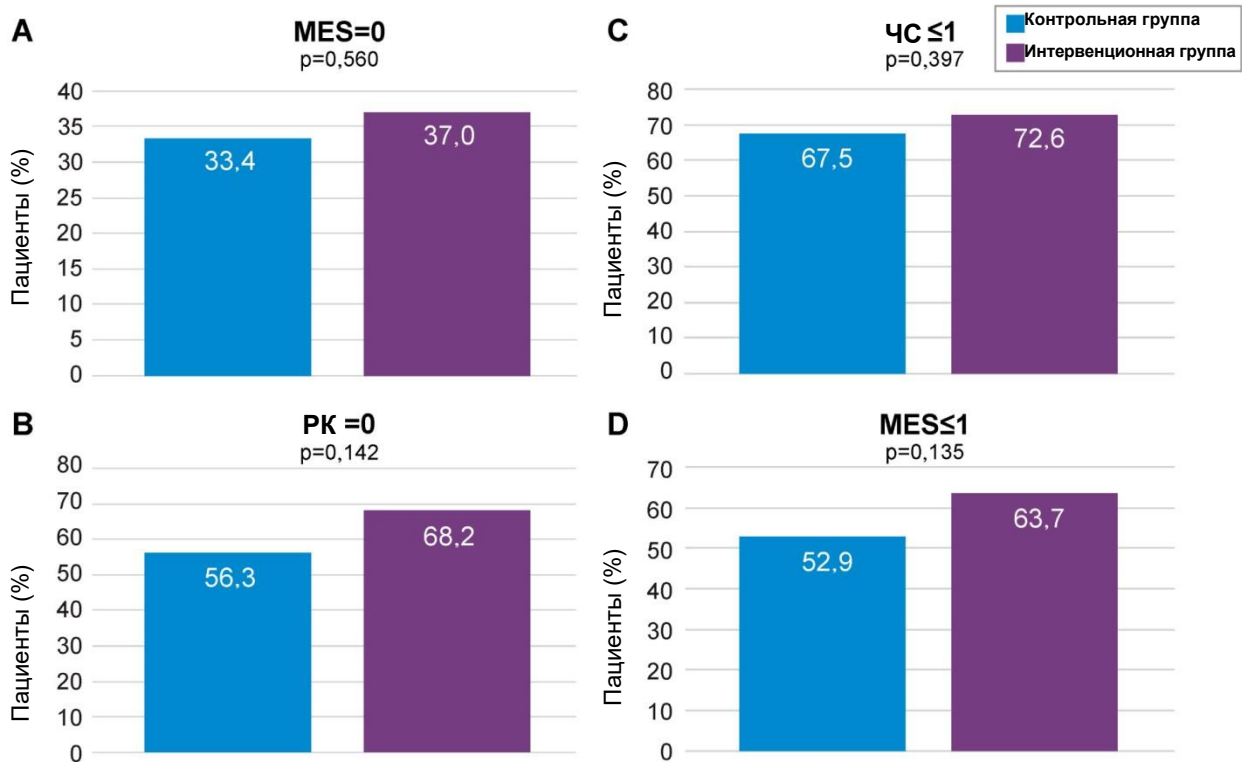 A
MES=0
p=0,560
Пациенты (%)
40
35
30
25
20
15
10
5
0
33,4
37,0
C
ЧС ≤1
p=0,397
Контрольная группа
Интервенционная группа
Пациенты (%)
80
70
60
50
40
30
20
10
0
67,5
72,6
B
РК =0
p=0,142
Пациенты (%)
80
70
60
50
40
30
20
10
0
56,3
68,2
D
MES≤1
p=0,135
Пациенты (%)
70
60
50
40
30
20
10
0
52,9
63,7